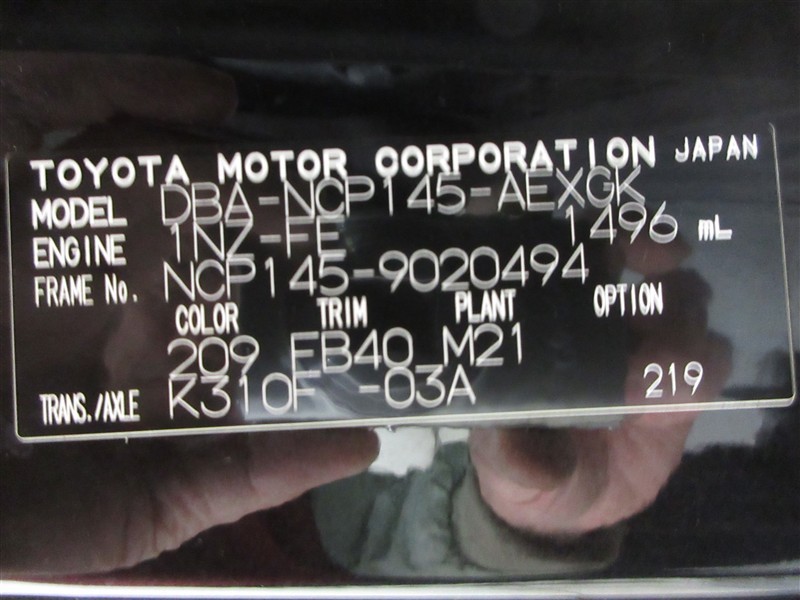 TOYOTA MOTOR CORPORATION JAPAN
MODEL DBA-NCP145-AEXGK
ENGINE 1NZ-FE 1496 mL
FRAME No. NCP145-9020494
COLOR TRIM PLANT OPTION
209 EB40 M21
TRANS./AXLE K310F -03A 219